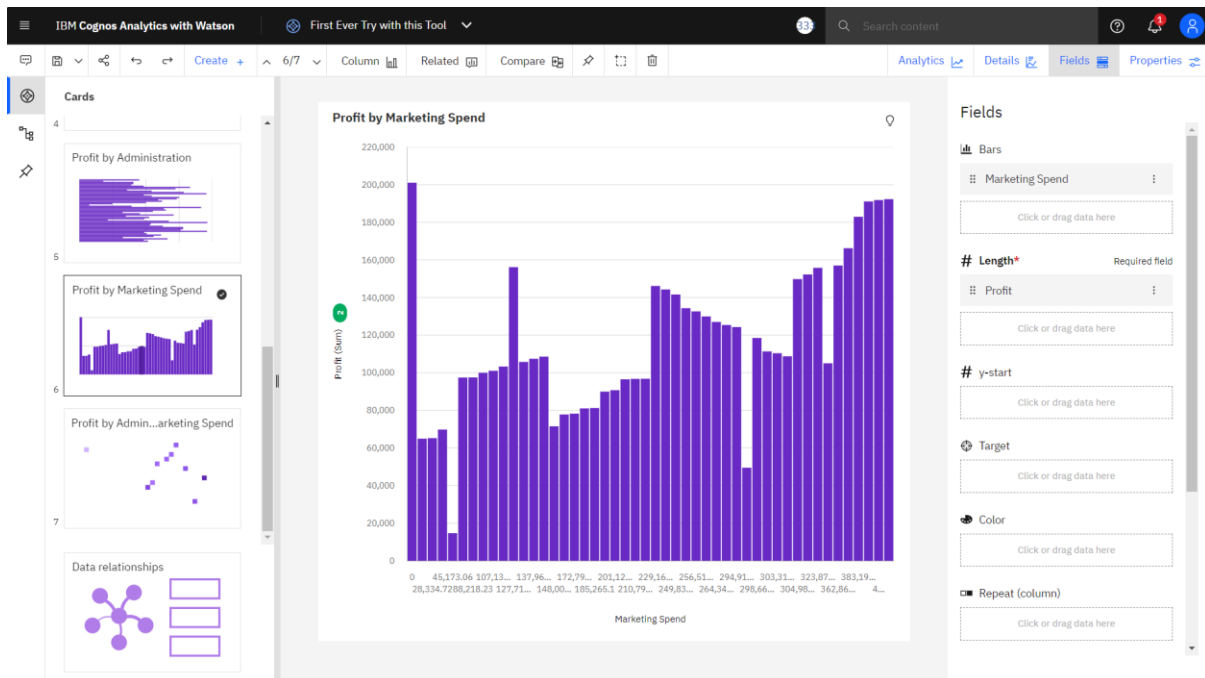 IBM Cognos Analytics with Watson
First Ever Try with this Tool
333
Search content
1
Create +
6/7
Column
Related
Compare
Analytics
Details
Fields
Properties
Cards
4
Profit by Administration
5
Profit by Marketing Spend
6
Profit by Admin...arketing Spend
7
Data relationships
Profit by Marketing Spend
220,000
200,000
180,000
160,000
140,000
120,000
100,000
80,000
60,000
40,000
20,000
0
Profit (Sum)
2
0 45,173.06 107,13... 137,96... 172,79... 201,12... 229,16... 256,51... 294,91... 303,31... 323,87... 383,19...
28,334.7288,218.23 127,71... 148,00... 185,265.1 210,79... 249,83... 264,34... 298,66... 304,98... 362,86... 4...
Marketing Spend
Fields
Bars
Marketing Spend
Click or drag data here
# Length* Required field
Profit
Click or drag data here
# y-start
Click or drag data here
Target
Click or drag data here
Color
Click or drag data here
Repeat (column)
Click or drag data here